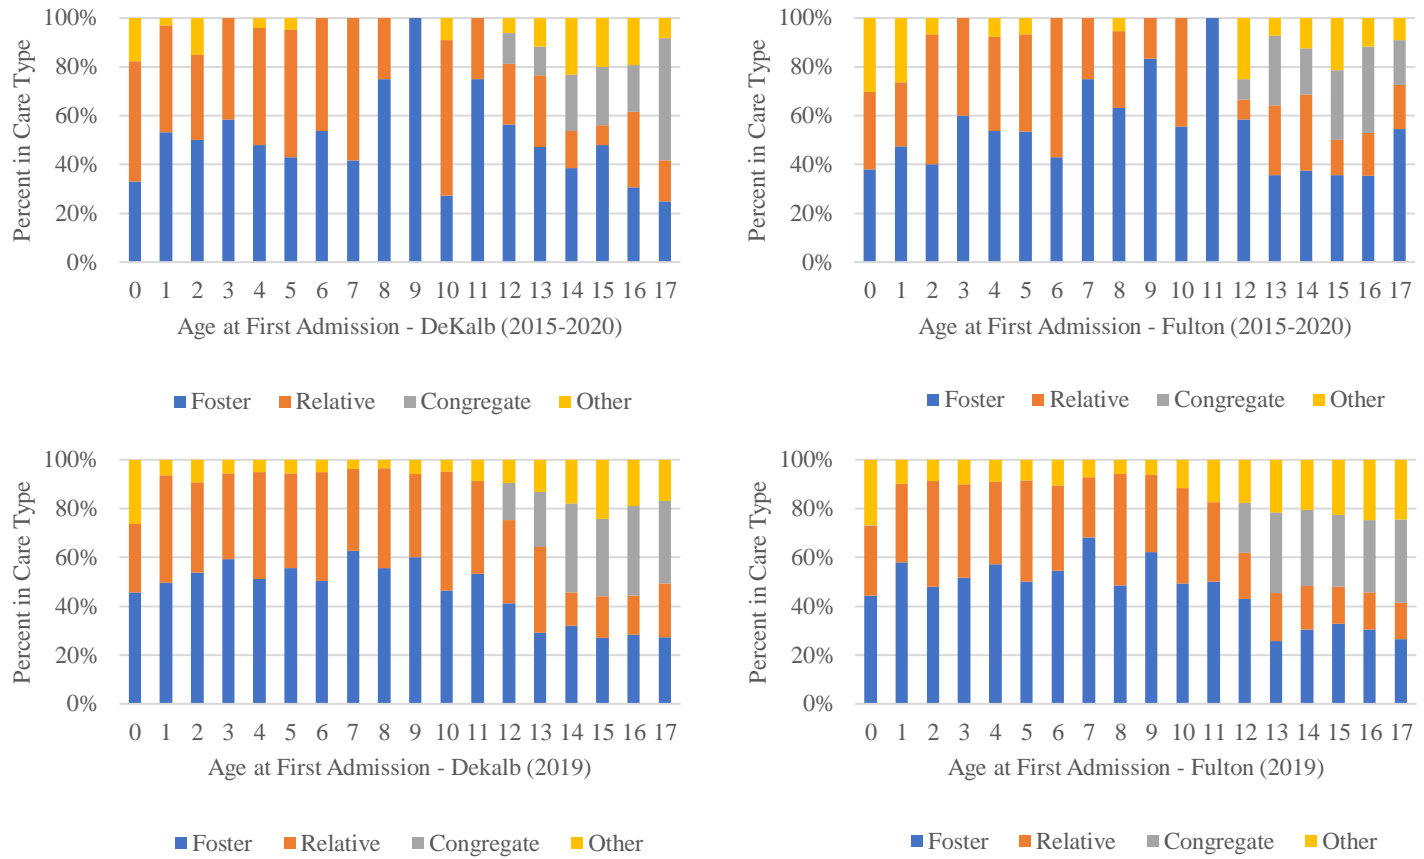 Percent in Care Type
100%
80%
60%
40%
20%
0%
0 1 2 3 4 5 6 7 8 9 10 11 12 13 14 15 16 17
Age at First Admission - DeKalb (2015-2020)
Foster Relative Congregate Other
Percent in Care Type
100%
80%
60%
40%
20%
0%
0 1 2 3 4 5 6 7 8 9 10 11 12 13 14 15 16 17
Age at First Admission - Fulton (2015-2020)
Foster Relative Congregate Other
Percent in Care Type
100%
80%
60%
40%
20%
0%
0 1 2 3 4 5 6 7 8 9 10 11 12 13 14 15 16 17
Age at First Admission - Dekalb (2019)
Foster Relative Congregate Other
Percent in Care Type
100%
80%
60%
40%
20%
0%
0 1 2 3 4 5 6 7 8 9 10 11 12 13 14 15 16 17
Age at First Admission - Fulton (2019)
Foster Relative Congregate Other